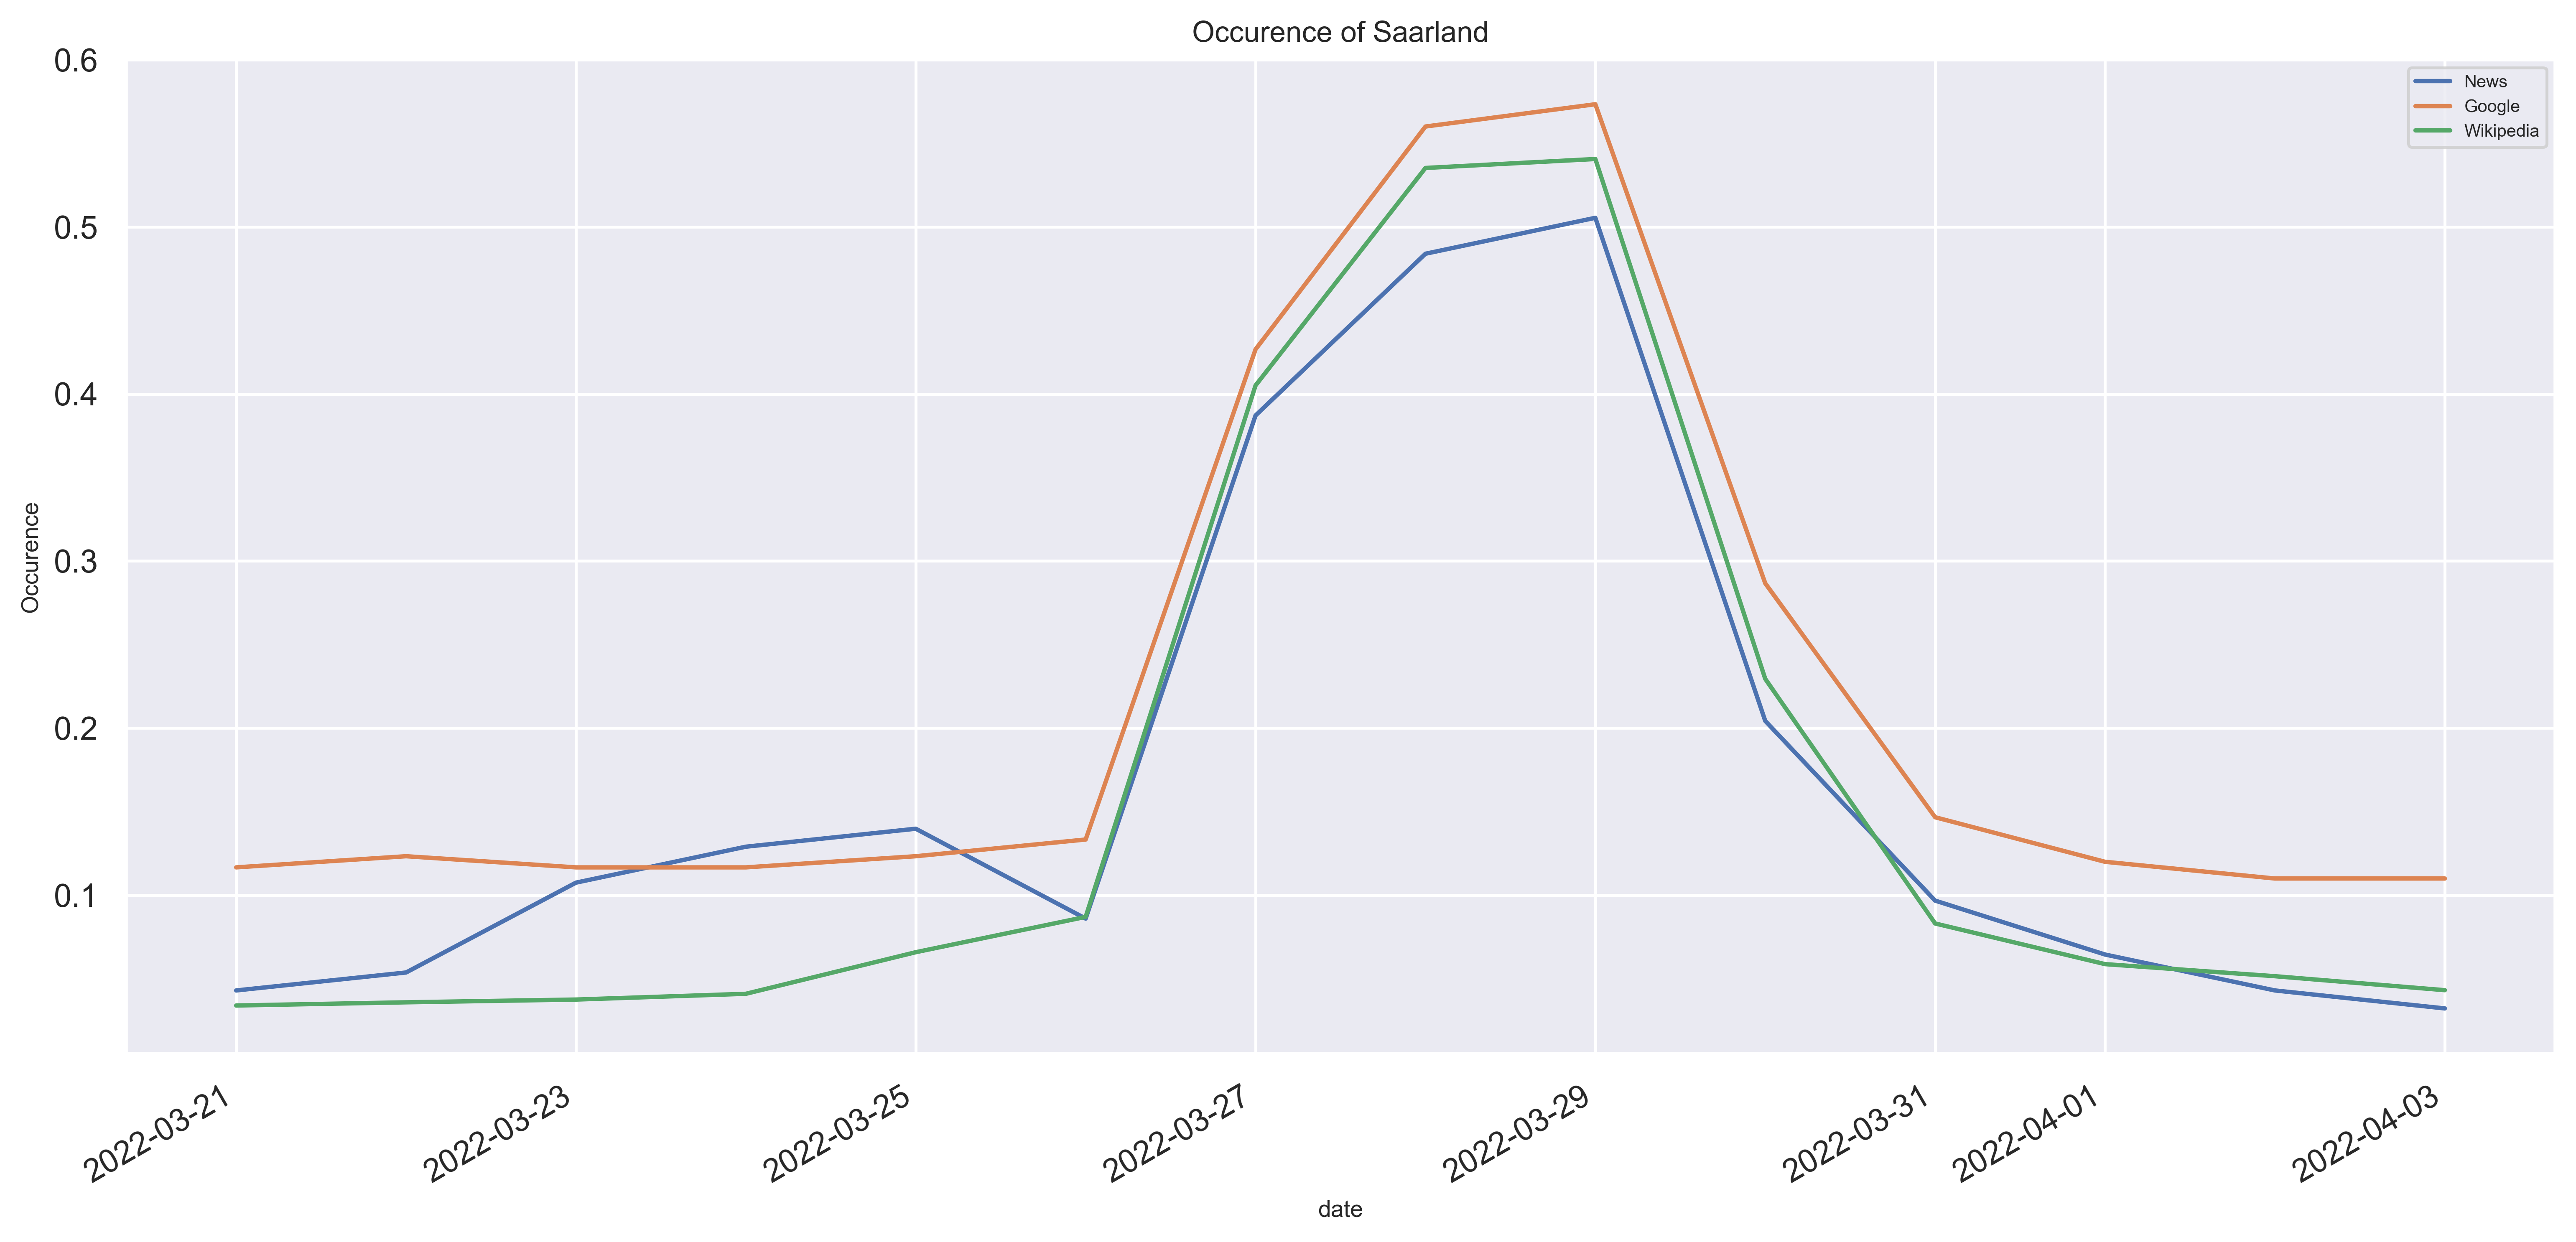 Occurence of Saarland
0.6
0.5
0.4
0.3
0.2
0.1
Occurence
News
Google
Wikipedia
2022-03-21
2022-03-23
2022-03-25
2022-03-27
2022-03-29
2022-03-31
2022-04-01
2022-04-03
date